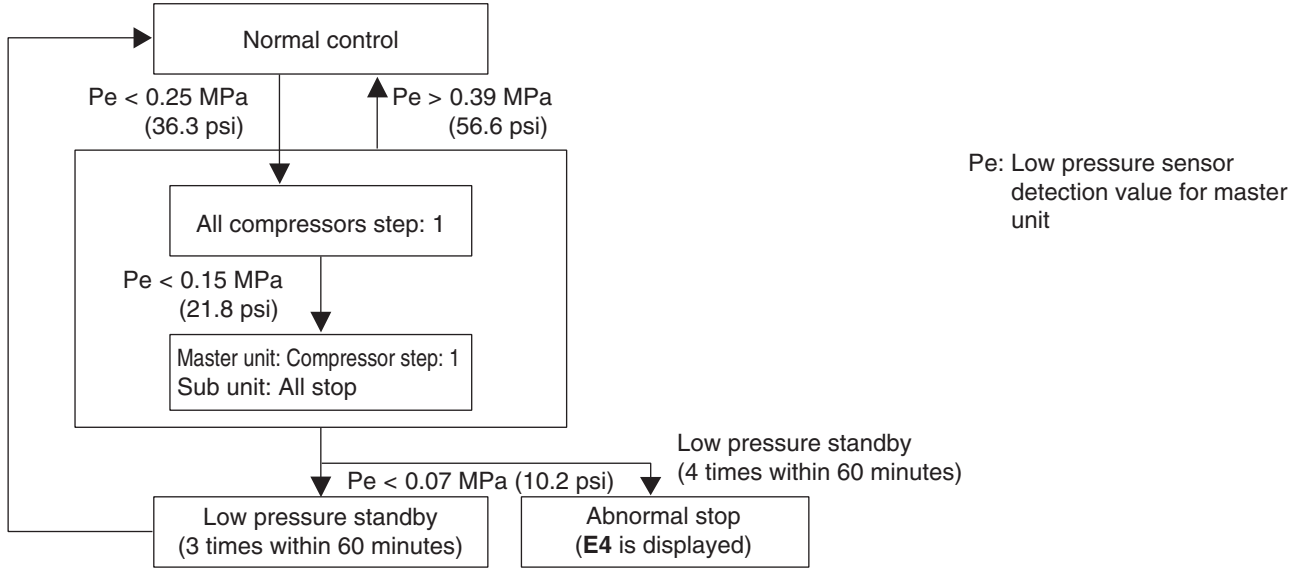 Normal control
Pe < 0.25 MPa
(36.3 psi)
Pe > 0.39 MPa
(56.6 psi)
Pe: Low pressure sensor
detection value for master
unit
All compressors step: 1
Pe < 0.15 MPa
(21.8 psi)
Master unit: Compressor step: 1
Sub unit: All stop
Low pressure standby
(4 times within 60 minutes)
Pe < 0.07 MPa (10.2 psi)
Low pressure standby
(3 times within 60 minutes)
Abnormal stop
(E4 is displayed)